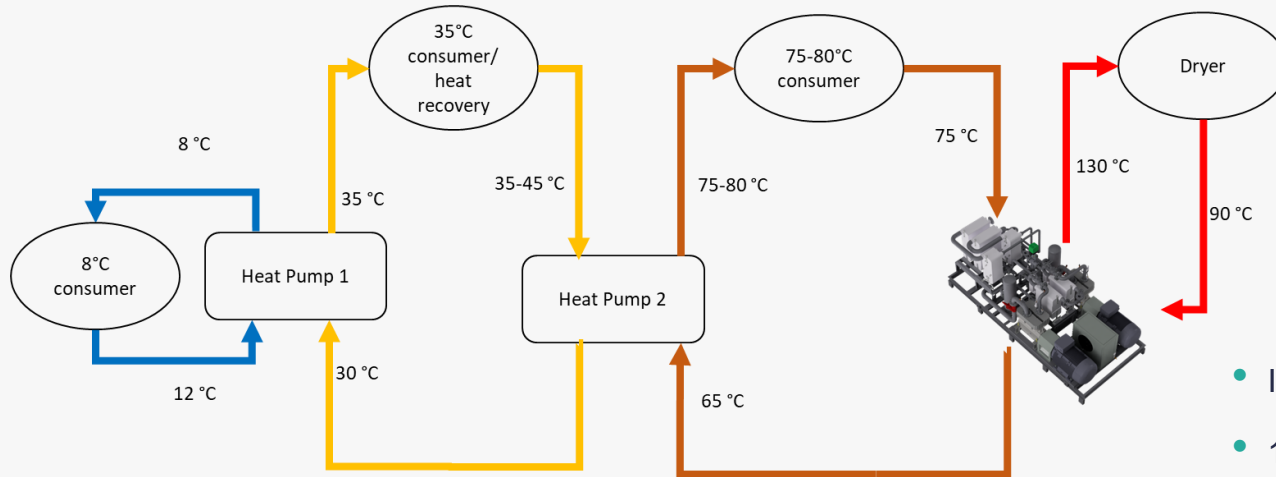 35°C
consumer/
heat
recovery
75-80°C
consumer
Dryer
8 °C
35 °C
35-45 °C
75-80 °C
75 °C
130 °C
90 °C
8°C
consumer
Heat Pump 1
Heat Pump 2
12 °C
30 °C
65 °C